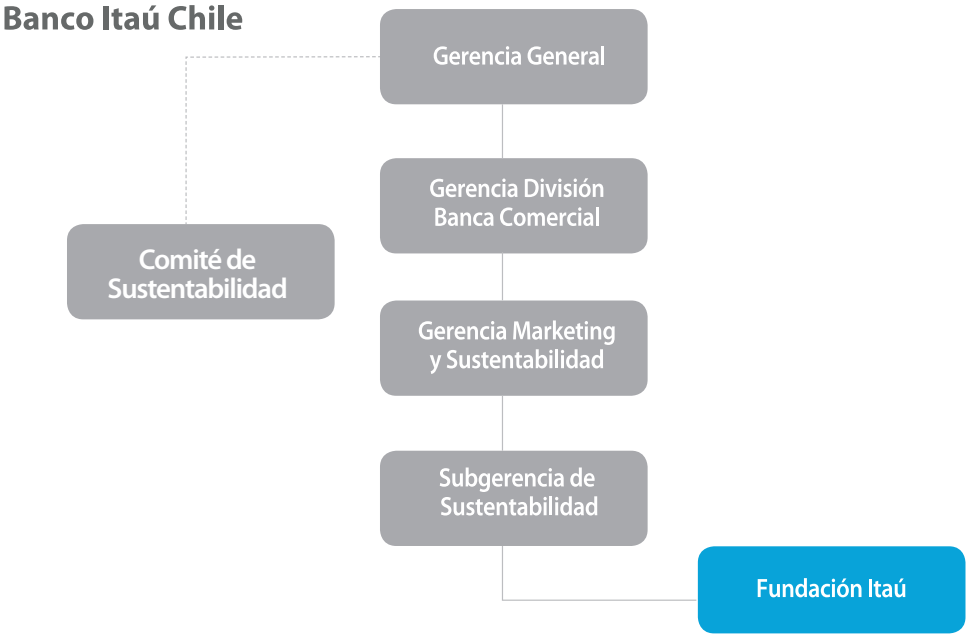 Banco Itaú Chile
Gerencia General
Gerencia División
Banca Comercial
Comité de
Sustentabilidad
Gerencia Marketing
y Sustentabilidad
Subgerencia de
Sustentabilidad
Fundación Itaú